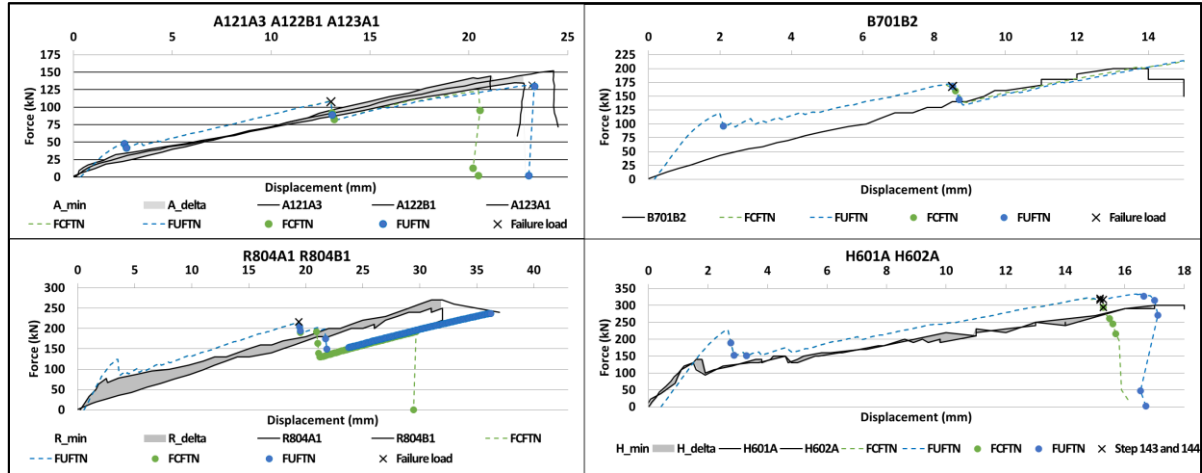 A121A3 A122B1 A123A1
0 5 10 15 20 25
175
150
125
100
75
50
25
0
Force (kN)
Displacement (mm)
A_min A_delta A121A3 A122B1 A123A1
FCFTN FUFTN FCFTN FUFTN Failure load
B701B2
0 2 4 6 8 10 12 14
225
200
175
150
125
100
75
50
25
0
Force (kN)
Displacement (mm)
B701B2 FCFTN FUFTN FCFTN FUFTN Failure load
R804A1 R804B1
0 5 10 15 20 25 30 35 40
300
250
200
150
100
50
0
Force (kN)
Displacement (mm)
R_min R_delta R804A1 R804B1 FCFTN
FUFTN FCFTN FUFTN Failure load
H601A H602A
0 2 4 6 8 10 12 14 16 18
350
300
250
200
150
100
50
0
Force (kN)
Displacement (mm)
H_min H_delta H601A H602A FCFTN FUFTN FCFTN FUFTN Step 143 and 144